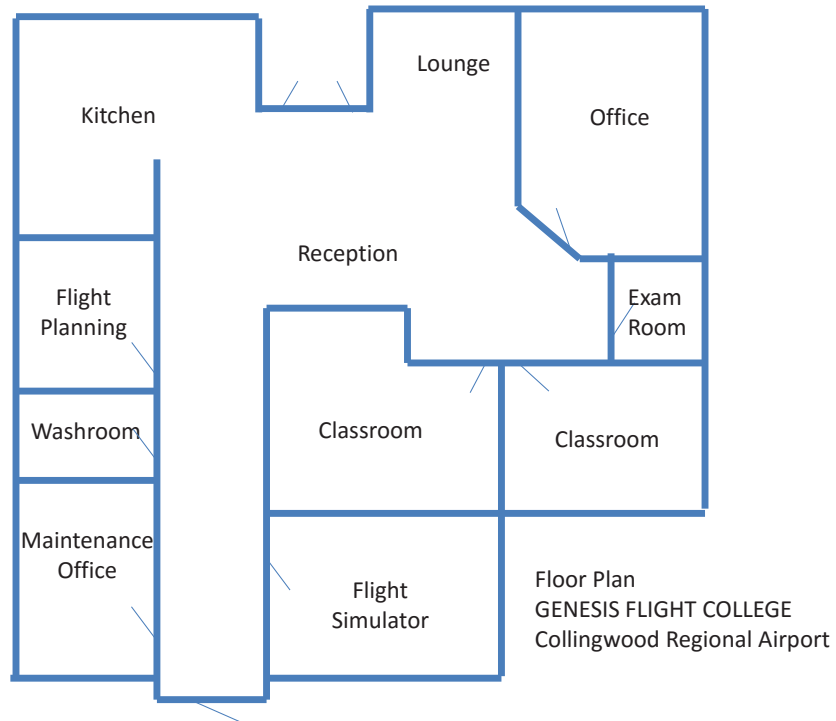 Lounge
Kitchen
Office
Reception
Flight
Planning
Exam
Room
Washroom
Classroom
Classroom
Maintenance
Office
Flight
Simulator
Floor Plan
GENESIS FLIGHT COLLEGE
Collingwood Regional Airport